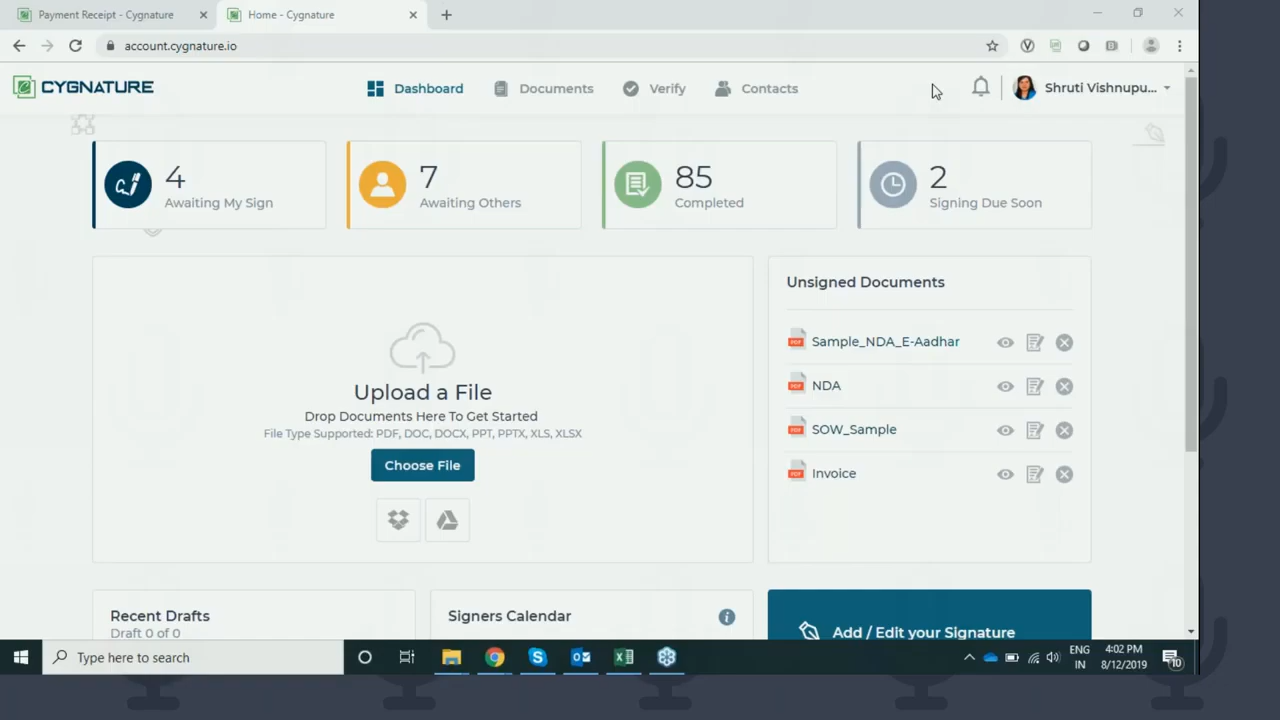 Payment Receipt - Cygnature
Home - Cygnature
account.cygnature.io
CYGNATURE
Dashboard
Documents
Verify
Contacts
Shruti Vishnupu...
4
Awaiting My Sign
7
Awaiting Others
85
Completed
2
Signing Due Soon
Upload a File
Drop Documents Here To Get Started
File Type Supported: PDF, DOC, DOCX, PPT, PPTX, XLS, XLSX
Choose File
Unsigned Documents
PDF Sample_NDA_E-Aadhar
PDF NDA
PDF SOW_Sample
PDF Invoice
Recent Drafts
Draft 0 of 0
Signers Calendar
Add / Edit your Signature
Type here to search
ENG
IN
4:02 PM
8/12/2019
10